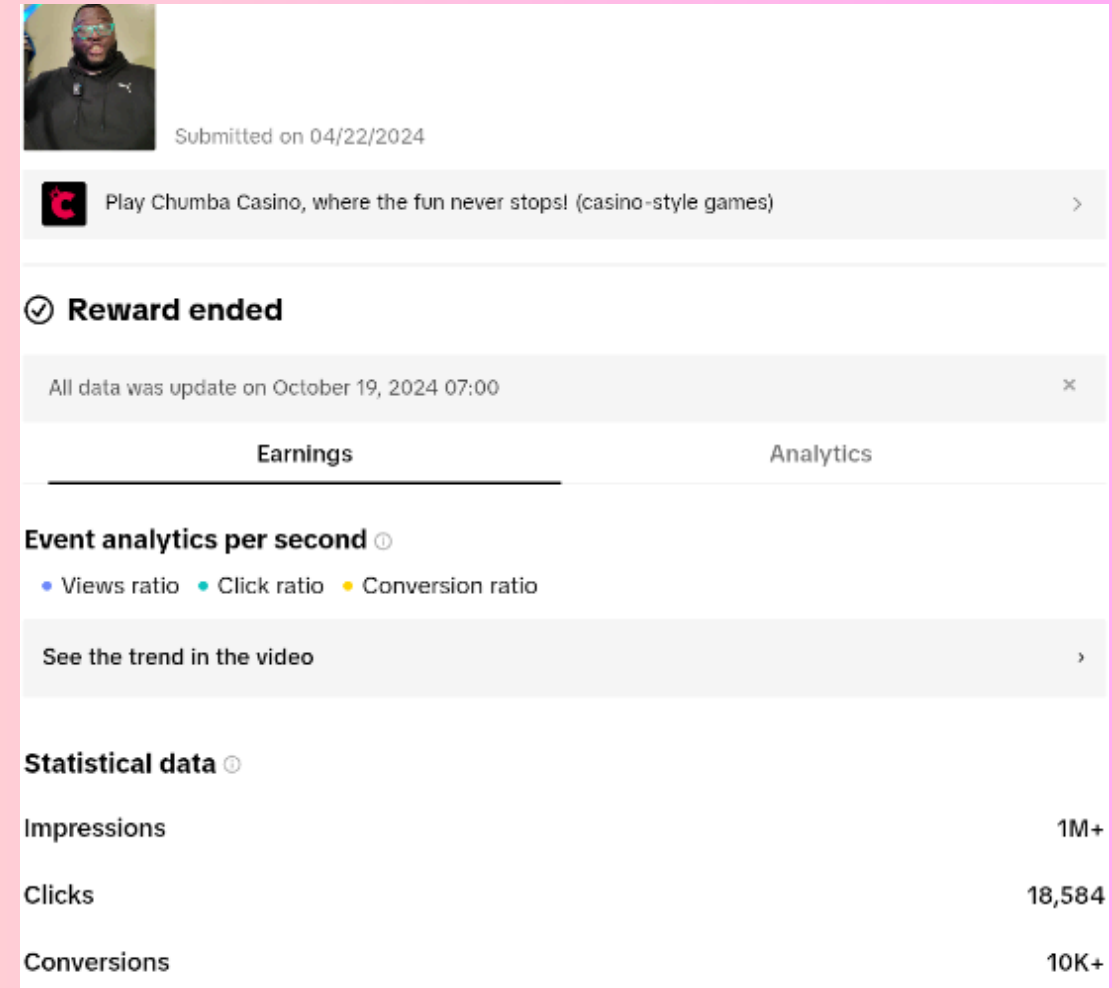 Submitted on 04/22/2024
Play Chumba Casino, where the fun never stops! (casino-style games)
Reward ended
All data was update on October 19, 2024 07:00
Earnings Analytics
Event analytics per second
Views ratio Click ratio Conversion ratio
See the trend in the video
Statistical data
Impressions 1M+
Clicks 18,584
Conversions 10K+